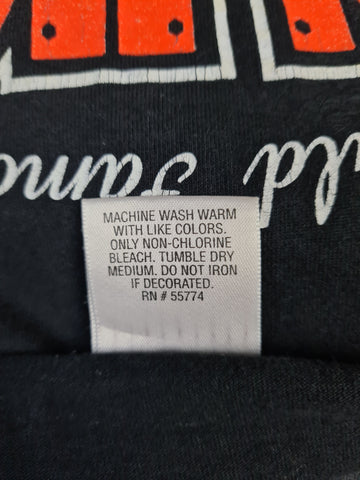 MACHINE WASH WARM
WITH LIKE COLORS.
ONLY NON-CHLORINE
BLEACH. TUMBLE DRY
MEDIUM. DO NOT IRON
IF DECORATED.
RN # 55774